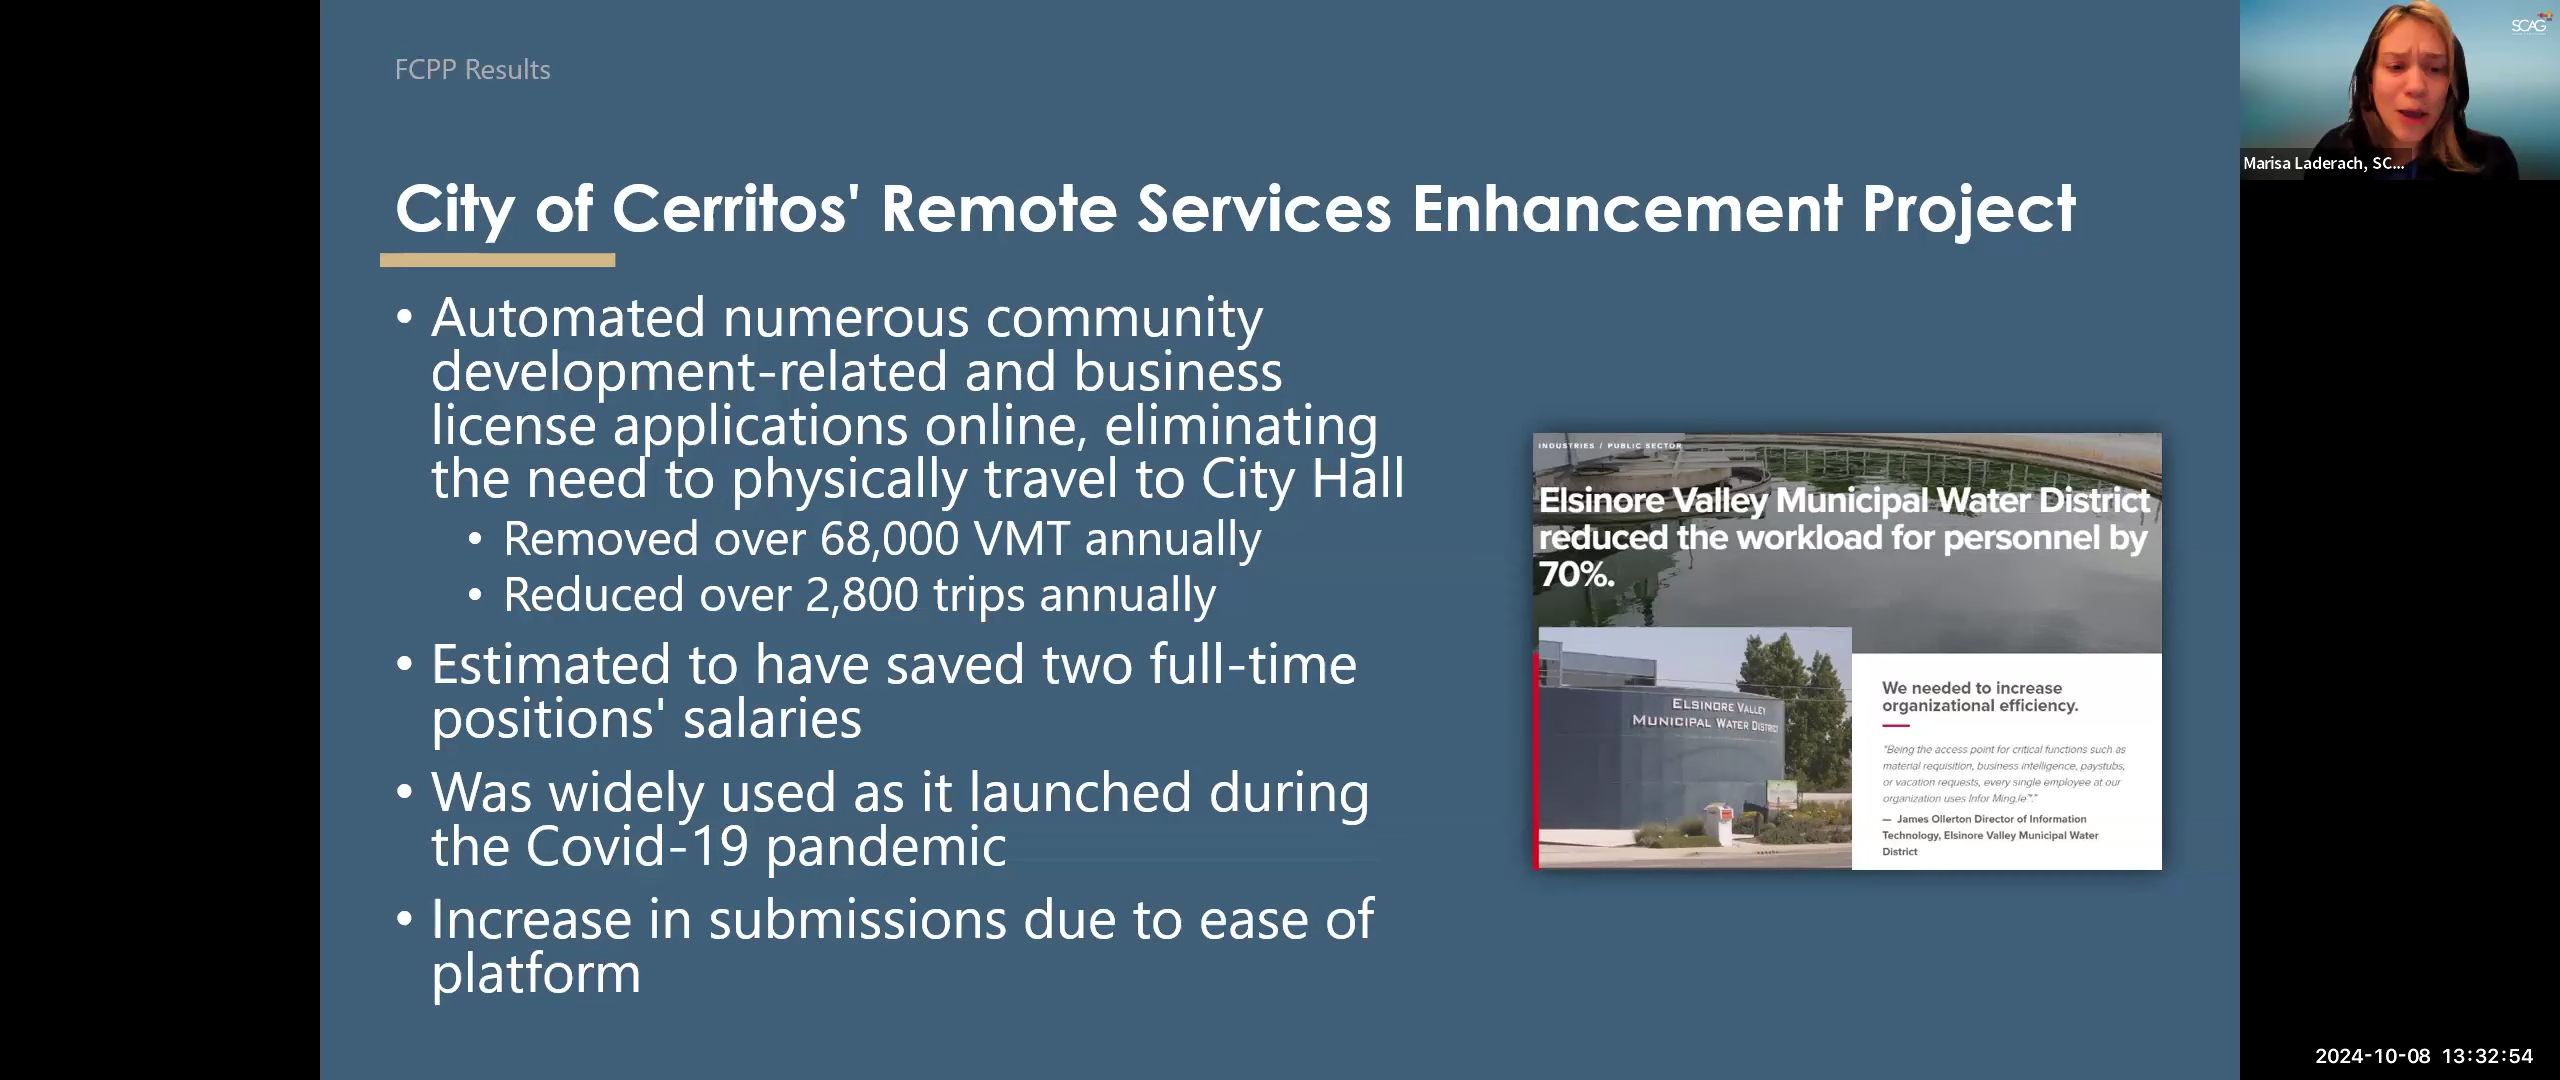 FCPP Results
City of Cerritos' Remote Services Enhancement Project
• Automated numerous community
development-related and business
license applications online, eliminating
the need to physically travel to City Hall
• Removed over 68,000 VMT annually
• Reduced over 2,800 trips annually
• Estimated to have saved two full-time
positions' salaries
• Was widely used as it launched during
the Covid-19 pandemic
• Increase in submissions due to ease of
platform
INDUSTRIES / PUBLIC SECTOR
Elsinore Valley Municipal Water District
reduced the workload for personnel by
70%.
ELSINORE VALLEY
MUNICIPAL WATER DISTRICT
We needed to increase
organizational efficiency.
"Being the access point for critical functions such as
material requisition, business intelligence, paystubs,
or vacation requests, every single employee at our
organization uses Infor Ming.le™."
— James Ollerton Director of Information
Technology, Elsinore Valley Municipal Water
District
SCAG
Marisa Laderach, SC...
2024-10-08 13:32:54